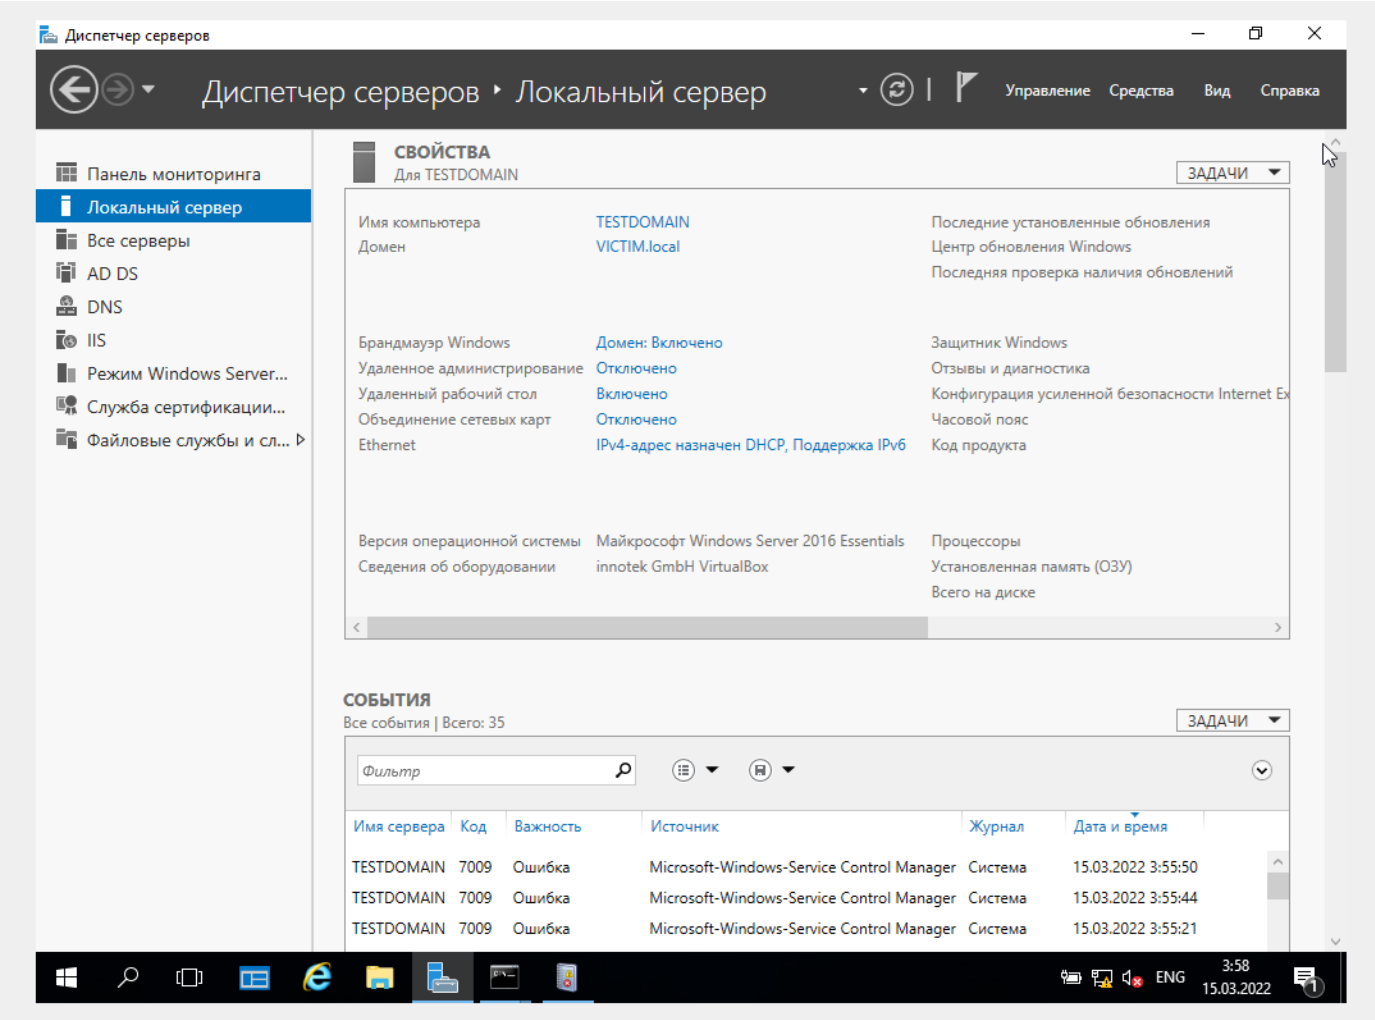 Диспетчер серверов
Диспетчер серверов ‣ Локальный сервер
Управление Средства Вид Справка
Панель мониторинга
Локальный сервер
Все серверы
AD DS
DNS
IIS
Режим Windows Server...
Служба сертификации...
Файловые службы и сл...
СВОЙСТВА
Для TESTDOMAIN
ЗАДАЧИ
Имя компьютера TESTDOMAIN Последние установленные обновления
Домен VICTIM.local Центр обновления Windows
Последняя проверка наличия обновлений
Брандмауэр Windows Домен: Включено Защитник Windows
Удаленное администрирование Отключено Отзывы и диагностика
Удаленный рабочий стол Включено Конфигурация усиленной безопасности Internet Ex
Объединение сетевых карт Отключено Часовой пояс
Ethernet IPv4-адрес назначен DHCP, Поддержка IPv6 Код продукта
Версия операционной системы Майкрософт Windows Server 2016 Essentials Процессоры
Сведения об оборудовании innotek GmbH VirtualBox Установленная память (ОЗУ)
Всего на диске
СОБЫТИЯ
Все события | Всего: 35
ЗАДАЧИ
Фильтр
Имя сервера Код Важность Источник Журнал Дата и время
TESTDOMAIN 7009 Ошибка Microsoft-Windows-Service Control Manager Система 15.03.2022 3:55:50
TESTDOMAIN 7009 Ошибка Microsoft-Windows-Service Control Manager Система 15.03.2022 3:55:44
TESTDOMAIN 7009 Ошибка Microsoft-Windows-Service Control Manager Система 15.03.2022 3:55:21
ENG
3:58
15.03.2022
1